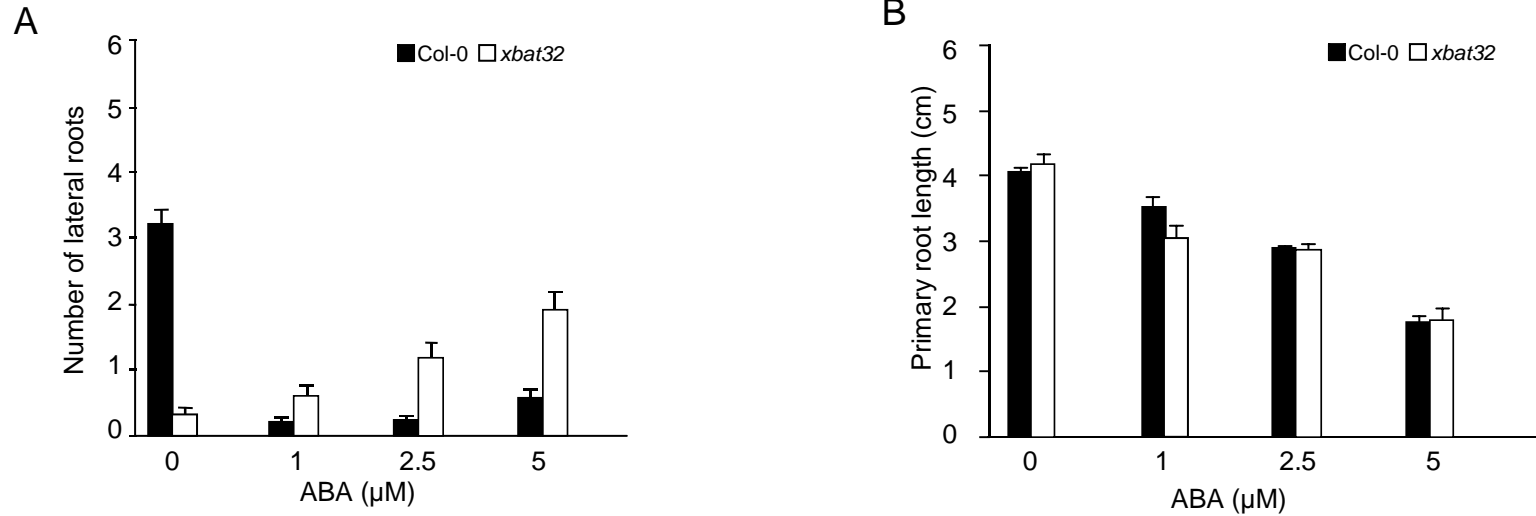 A
Number of lateral roots
6
5
4
3
2
1
0
Col-0 xbat32
0 1 2.5 5
ABA (µM)
B
Primary root length (cm)
6
5
4
3
2
1
0
Col-0 xbat32
0 1 2.5 5
ABA (µM)